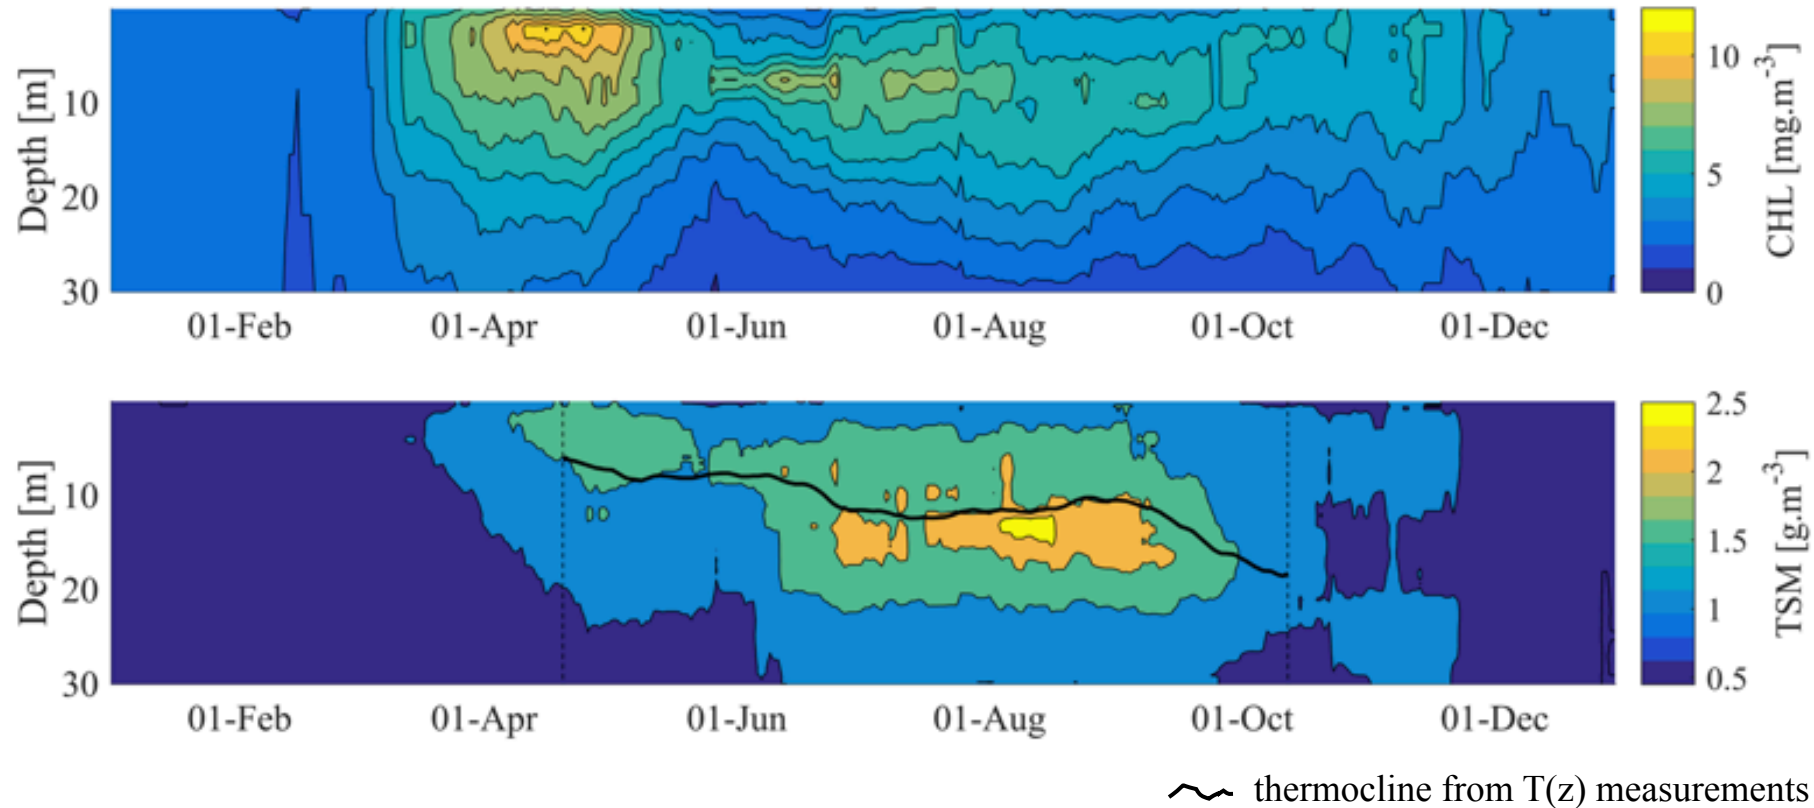 Depth [m]
10
20
30
01-Feb 01-Apr 01-Jun 01-Aug 01-Oct 01-Dec
10
5
0
CHL [mg.m-3]
Depth [m]
10
20
30
01-Feb 01-Apr 01-Jun 01-Aug 01-Oct 01-Dec
2.5
2
1.5
1
0.5
TSM [g.m-3]
thermocline from T(z) measurements